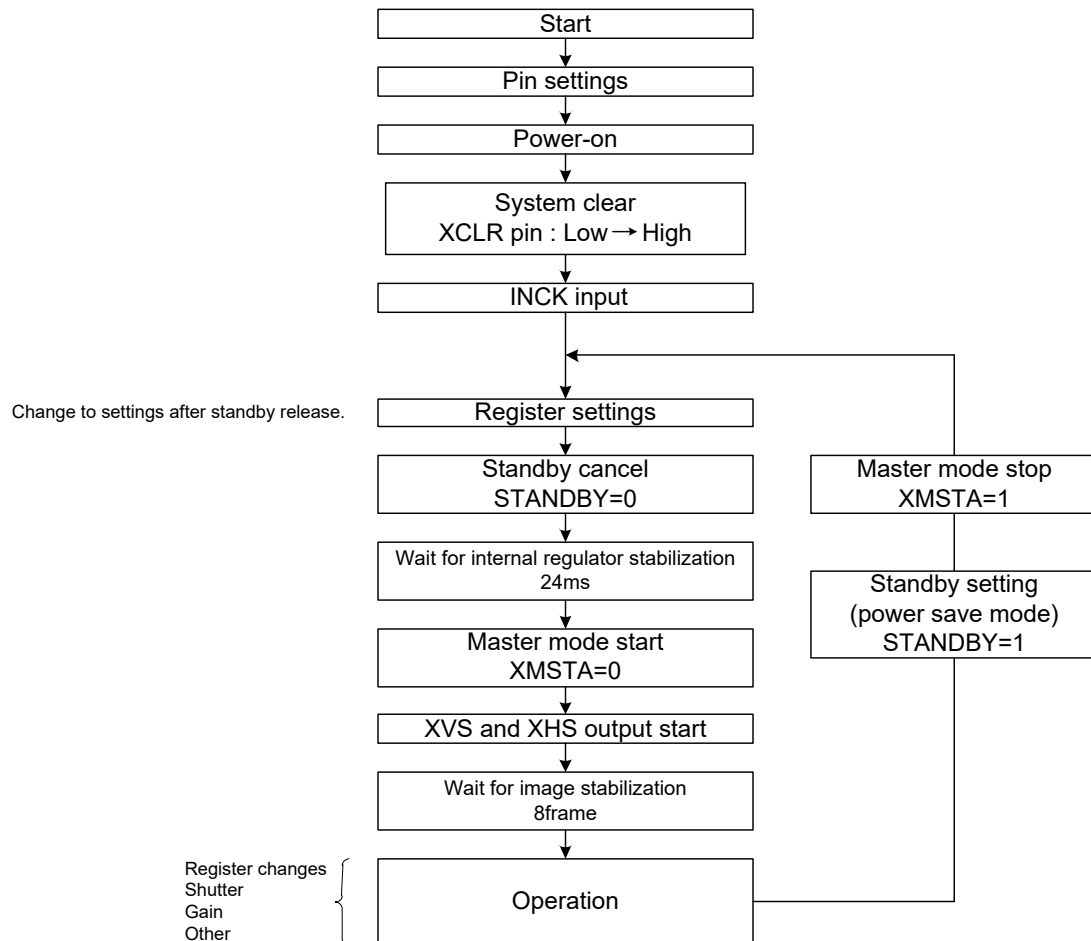 Start
Pin settings
Power-on
System clear
XCLR pin : Low → High
INCK input
Change to settings after standby release.
Register settings
Standby cancel
STANDBY=0
Wait for internal regulator stabilization
24ms
Master mode start
XMSTA=0
XVS and XHS output start
Wait for image stabilization
8frame
Register changes
Shutter
Gain
Other
Operation
Master mode stop
XMSTA=1
Standby setting
(power save mode)
STANDBY=1